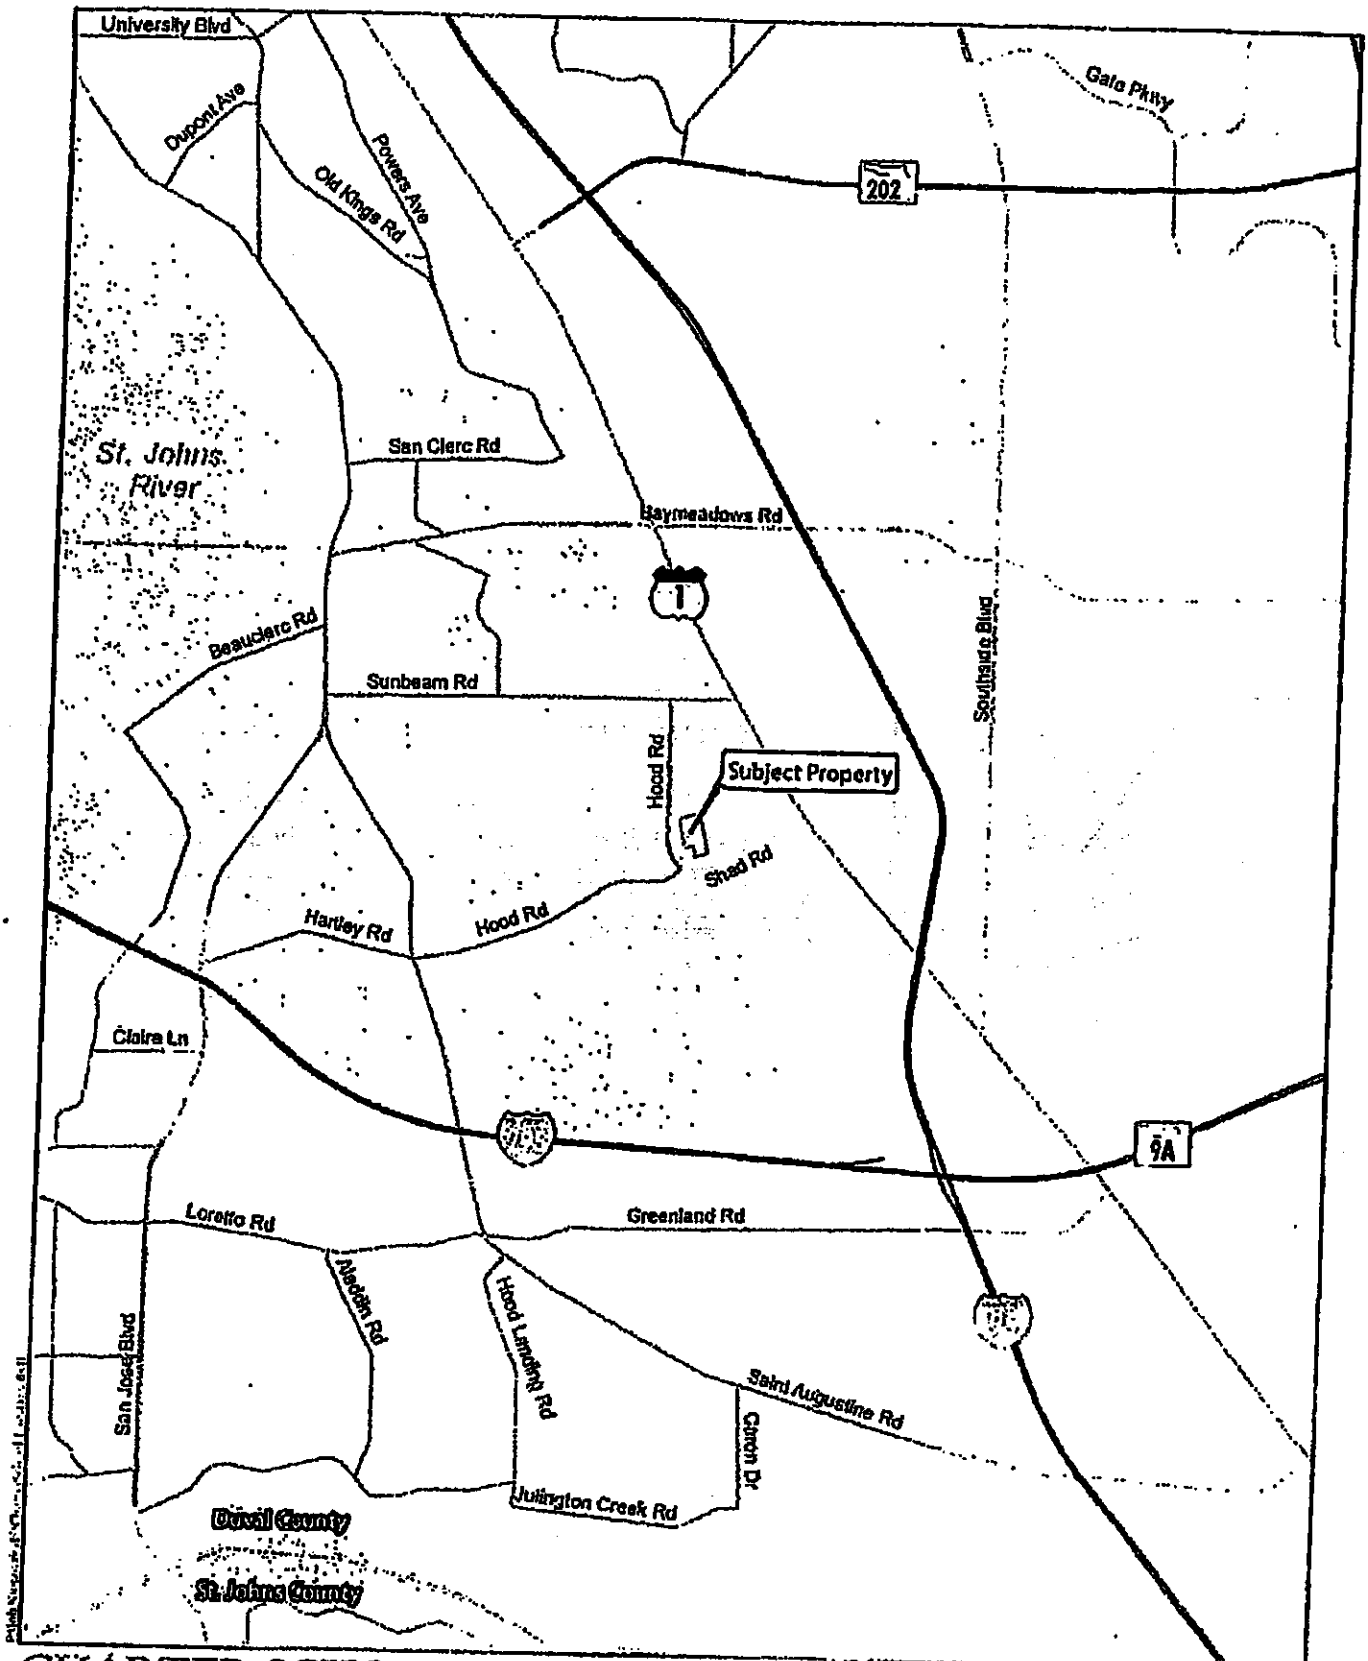 University Blvd
Gate Pkwy
Dupont Ave
Powers Ave
Old Kings Rd
202
St. Johns
River
San Clerc Rd
Baymeadows Rd
1
Beauclerc Rd
Southside Blvd
Sunbeam Rd
Hood Rd
Subject Property
Shad Rd
Hartley Rd
Hood Rd
Claire Ln
9A
Loretto Rd
Greenland Rd
Aladdin Rd
Hood Landing Rd
San Jose Blvd
Saint Augustine Rd
Julington Creek Rd
Duval County
St. Johns County